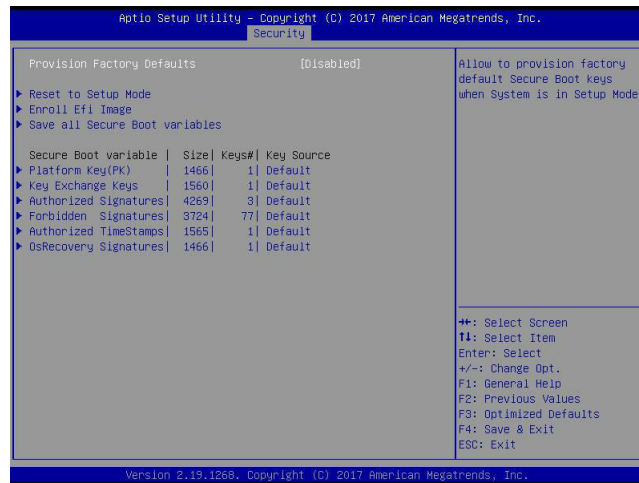 Aptio Setup Utility – Copyright (C) 2017 American Megatrends, Inc.
Security
Provision Factory Defaults [Disabled]
Reset to Setup Mode
Enroll Efi Image
Save all Secure Boot variables
Secure Boot variable | Size| Keys#| Key Source
Platform Key(PK) | 1466| 1| Default
Key Exchange Keys | 1560| 1| Default
Authorized Signatures| 4269| 3| Default
Forbidden Signatures| 3724| 77| Default
Authorized TimeStamps| 1565| 1| Default
OsRecovery Signatures| 1466| 1| Default
Allow to provision factory
default Secure Boot keys
when System is in Setup Mode
→←: Select Screen
↑↓: Select Item
Enter: Select
+/-: Change Opt.
F1: General Help
F2: Previous Values
F3: Optimized Defaults
F4: Save & Exit
ESC: Exit
Version 2.19.1268. Copyright (C) 2017 American Megatrends, Inc.